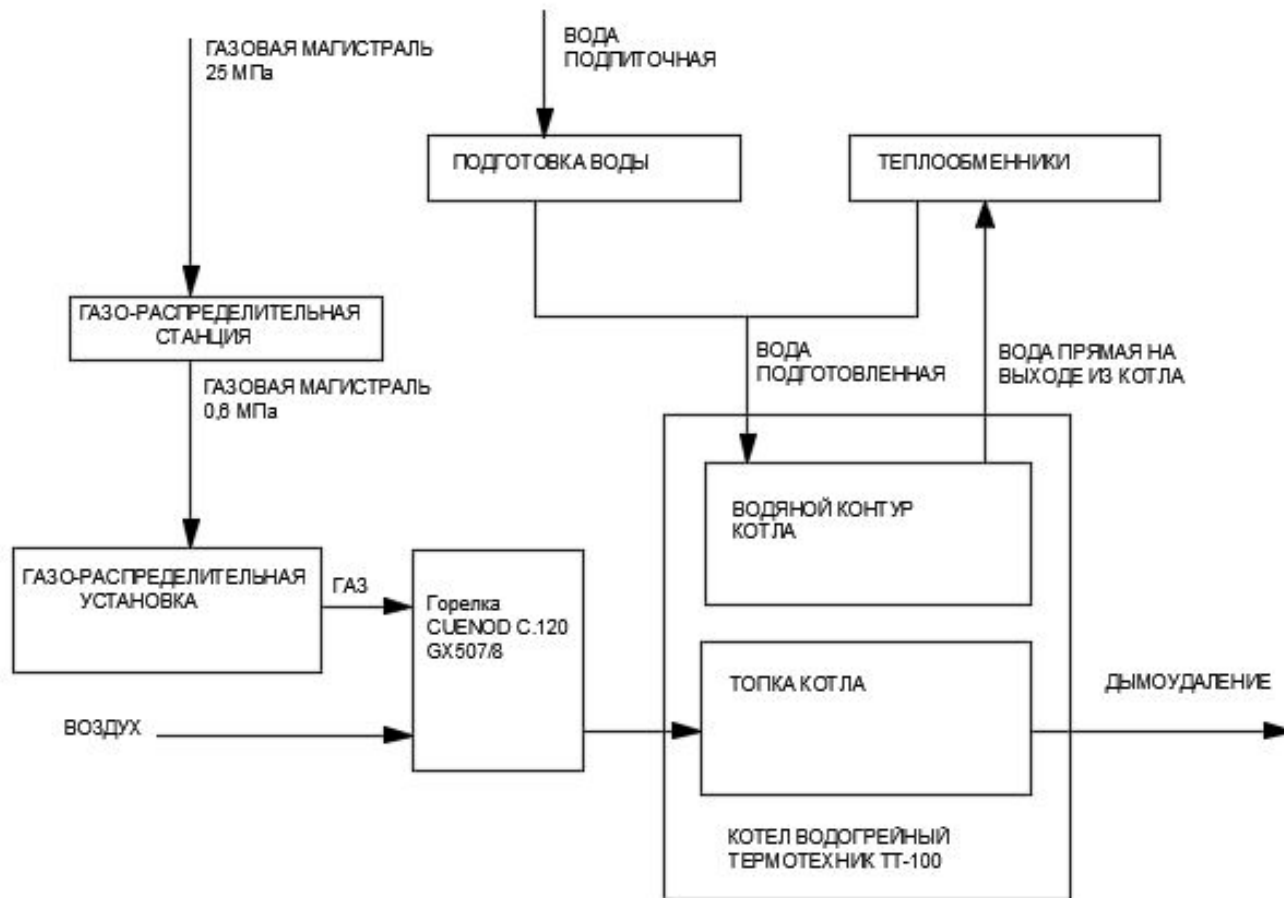 ГАЗОВАЯ МАГИСТРАЛЬ
25 МПа
ВОДА
ПОДПИТОЧНАЯ
ПОДГОТОВКА ВОДЫ
ТЕПЛООБМЕННИКИ
ГАЗО-РАСПРЕДЕЛИТЕЛЬНАЯ
СТАНЦИЯ
ВОДА
ПОДГОТОВЛЕННАЯ
ВОДА ПРЯМАЯ НА
ВЫХОДЕ ИЗ КОТЛА
ГАЗОВАЯ МАГИСТРАЛЬ
0,6 МПа
ВОДЯНОЙ КОНТУР
КОТЛА
ГАЗО-РАСПРЕДЕЛИТЕЛЬНАЯ
УСТАНОВКА
ГАЗ
Горелка
CUENOD C.120
GX507/8
ТОПКА КОТЛА
ДЫМОУДАЛЕНИЕ
ВОЗДУХ
КОТЕЛ ВОДОГРЕЙНЫЙ
ТЕРМОТЕХНИК ТТ-100